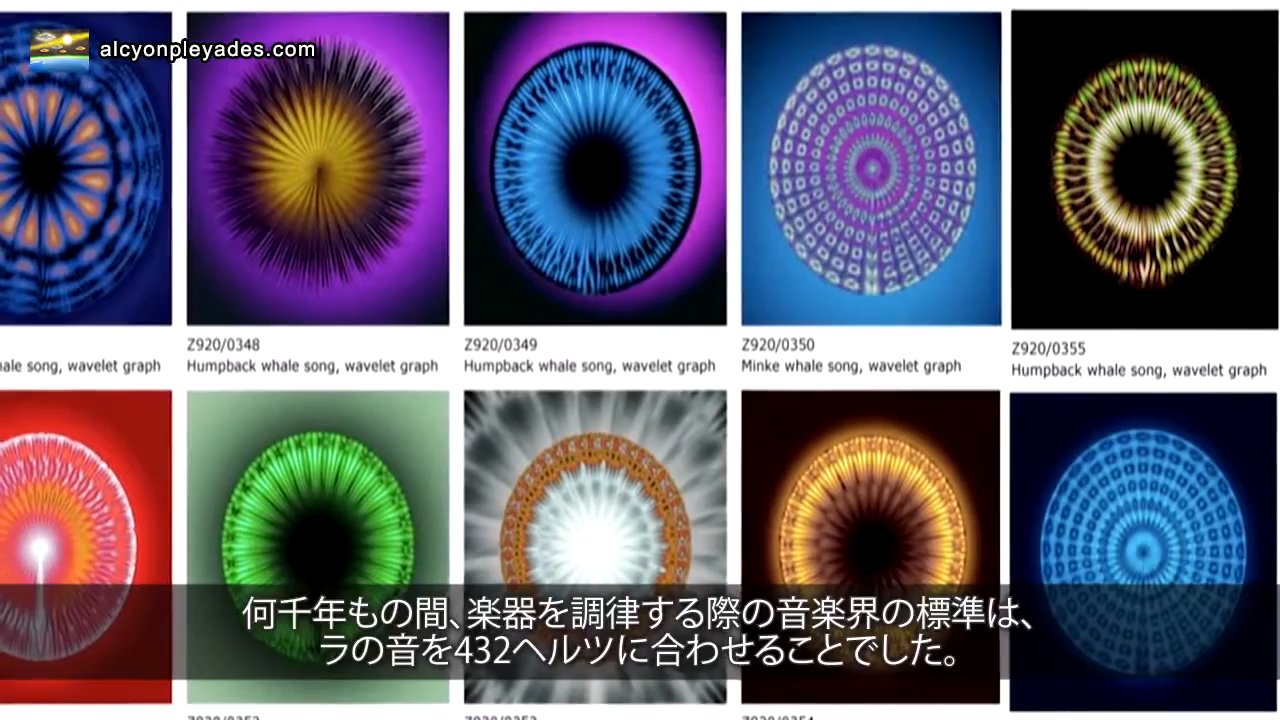 alcyonpleyades.com
Z920/0348
Z920/0349
Z920/0350
Z920/0355
ale song, wavelet graph
Humpback whale song, wavelet graph
Humpback whale song, wavelet graph
Minke whale song, wavelet graph
Humpback whale song, wavelet graph
何千年もの間、楽器を調律する際の音楽界の標準は、
ラの音を432ヘルツに合わせることでした。